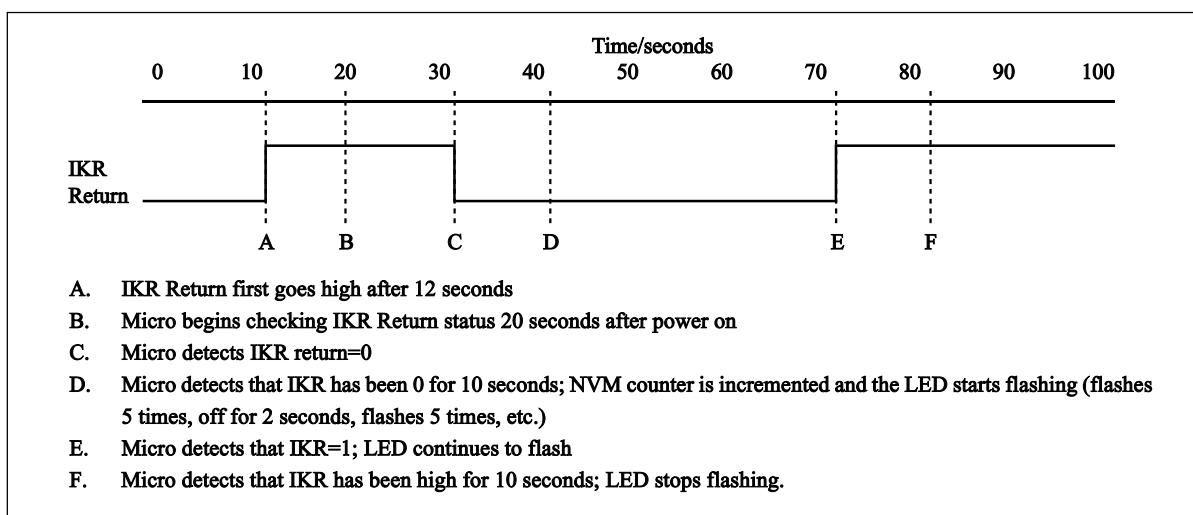 Time/seconds
0 10 20 30 40 50 60 70 80 90 100
IKR
Return
A B C D E F
A. IKR Return first goes high after 12 seconds
B. Micro begins checking IKR Return status 20 seconds after power on
C. Micro detects IKR return=0
D. Micro detects that IKR has been 0 for 10 seconds; NVM counter is incremented and the LED starts flashing (flashes
5 times, off for 2 seconds, flashes 5 times, etc.)
E. Micro detects that IKR=1; LED continues to flash
F. Micro detects that IKR has been high for 10 seconds; LED stops flashing.